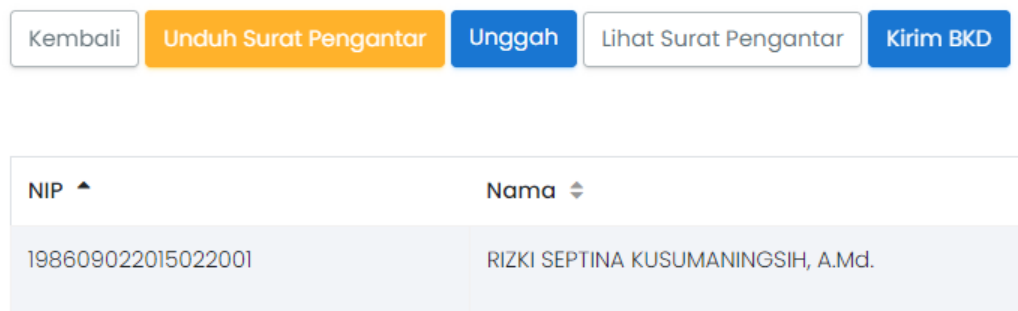 Kembali Unduh Surat Pengantar Unggah Lihat Surat Pengantar Kirim BKD
NIP Nama
198609022015022001 RIZKI SEPTINA KUSUMANINGSIH, A.Md.